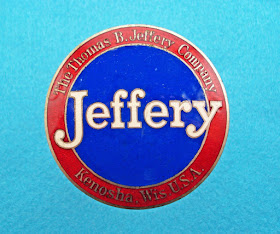 The Thomas B. Jeffery Company
Jeffery
Kenosha, Wis U.S.A.